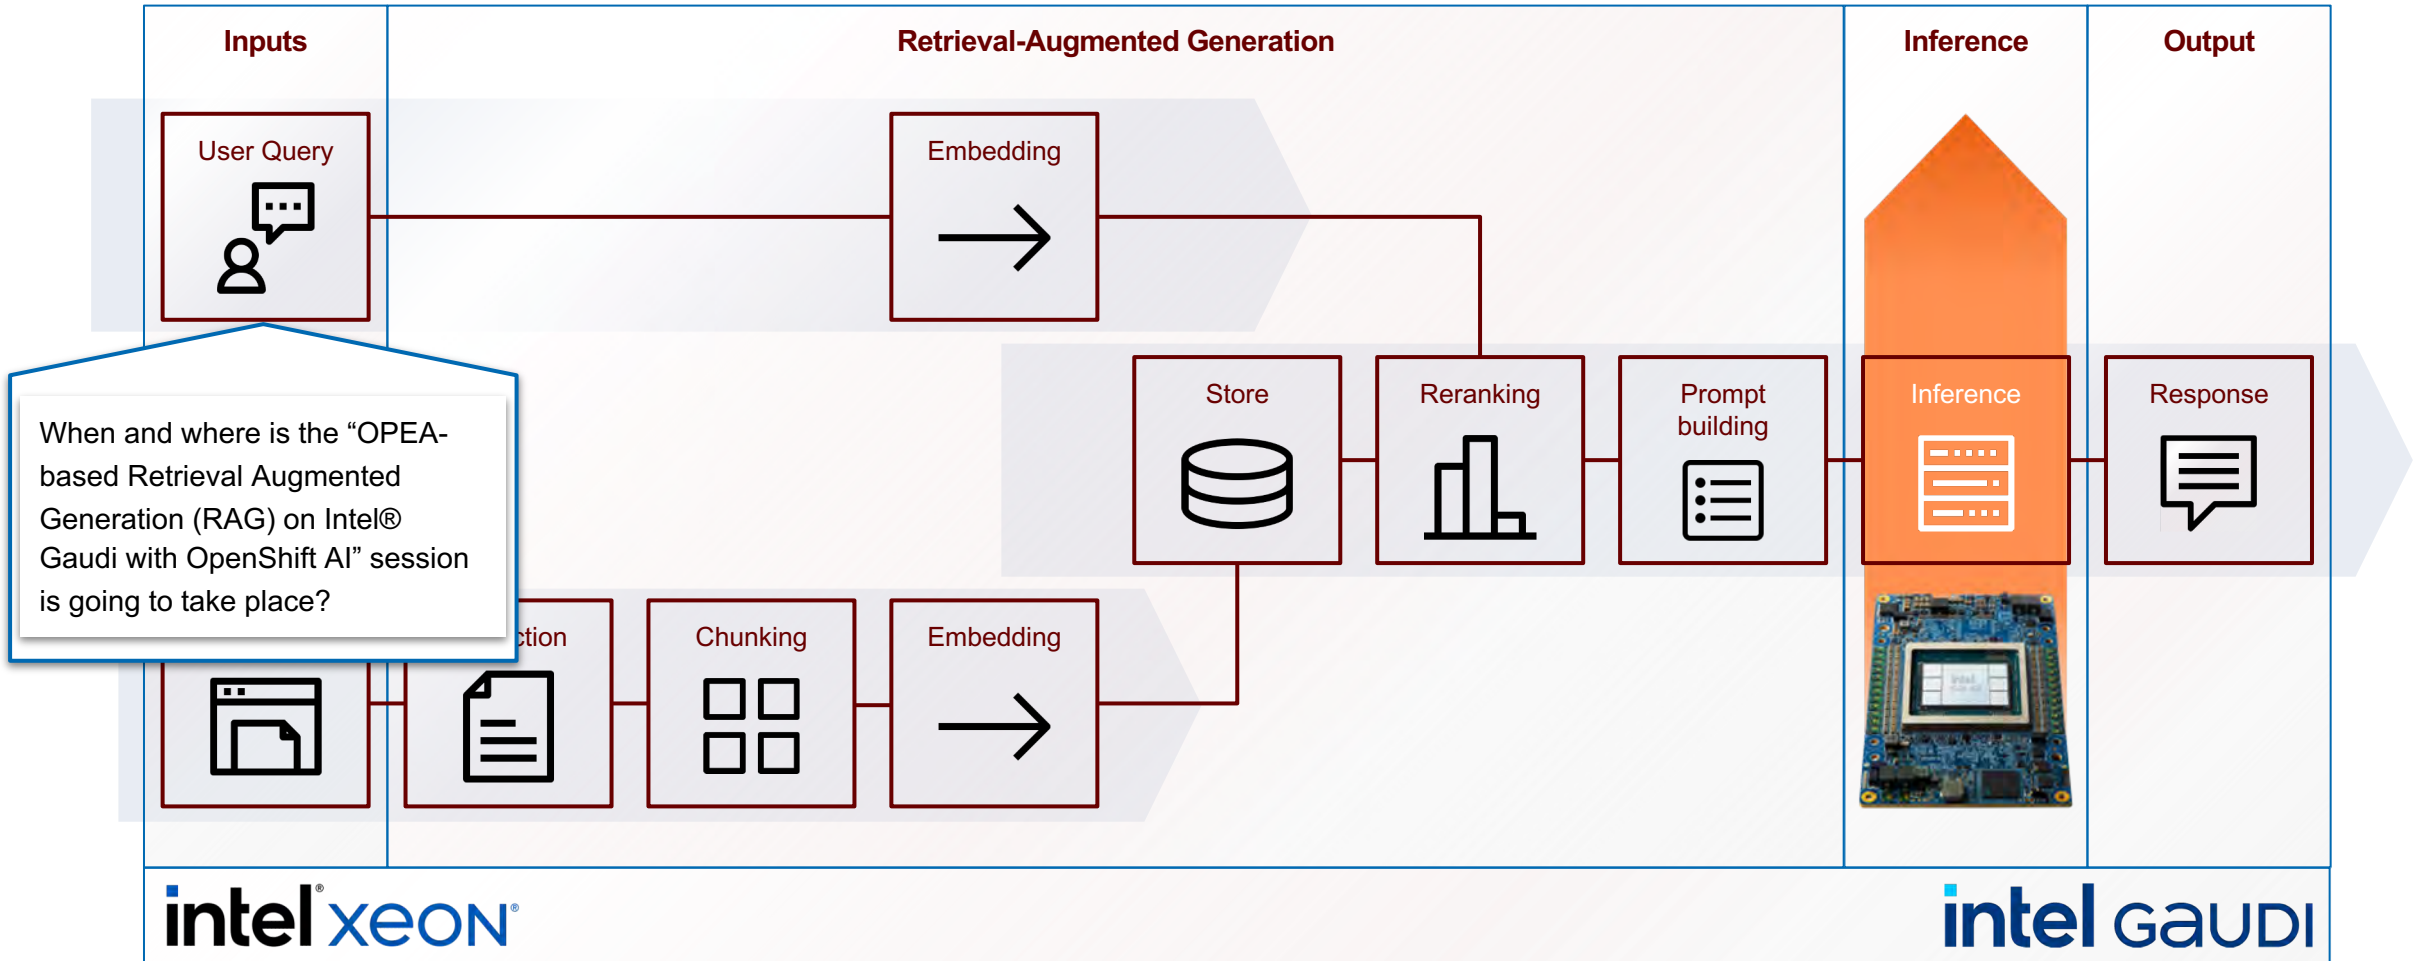 Inputs
Retrieval-Augmented Generation
Inference
Output
User Query
Embedding
When and where is the “OPEA-
based Retrieval Augmented
Generation (RAG) on Intel®
Gaudi with OpenShift AI” session
is going to take place?
Store
Reranking
Prompt
building
Inference
Response
ction
Chunking
Embedding
intel® xeon®
intel GAUDI